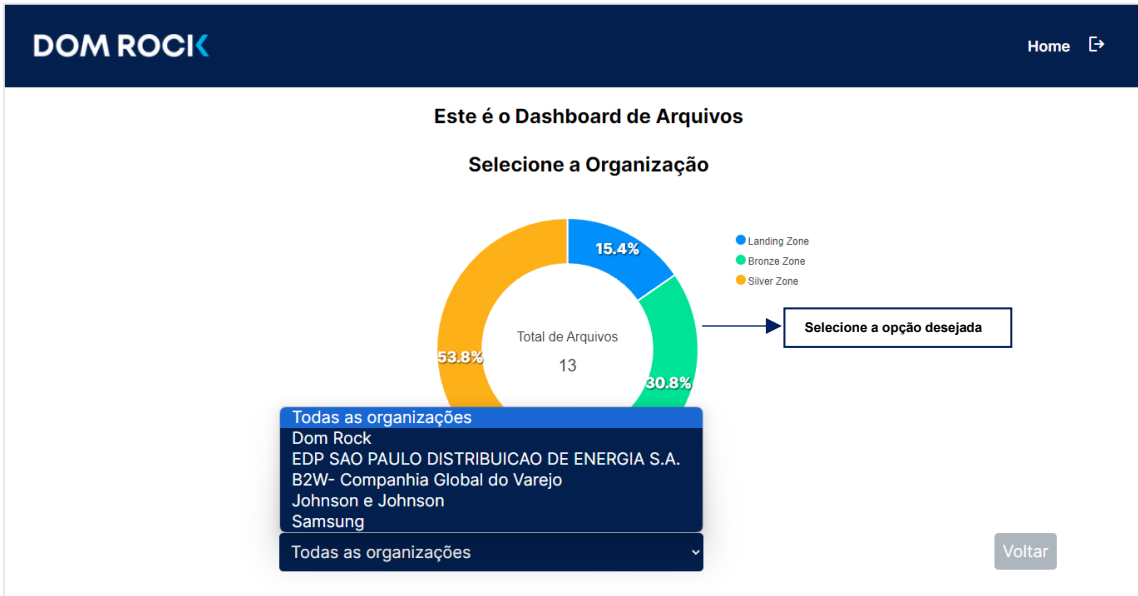 DOM ROCK
Home
Este é o Dashboard de Arquivos
Selecione a Organização
15.4%
Landing Zone
Bronze Zone
Silver Zone
Selecione a opção desejada
Total de Arquivos
13
53.8%
30.8%
Todas as organizações
Dom Rock
EDP SAO PAULO DISTRIBUICAO DE ENERGIA S.A.
B2W- Companhia Global do Varejo
Johnson e Johnson
Samsung
Todas as organizações
Voltar